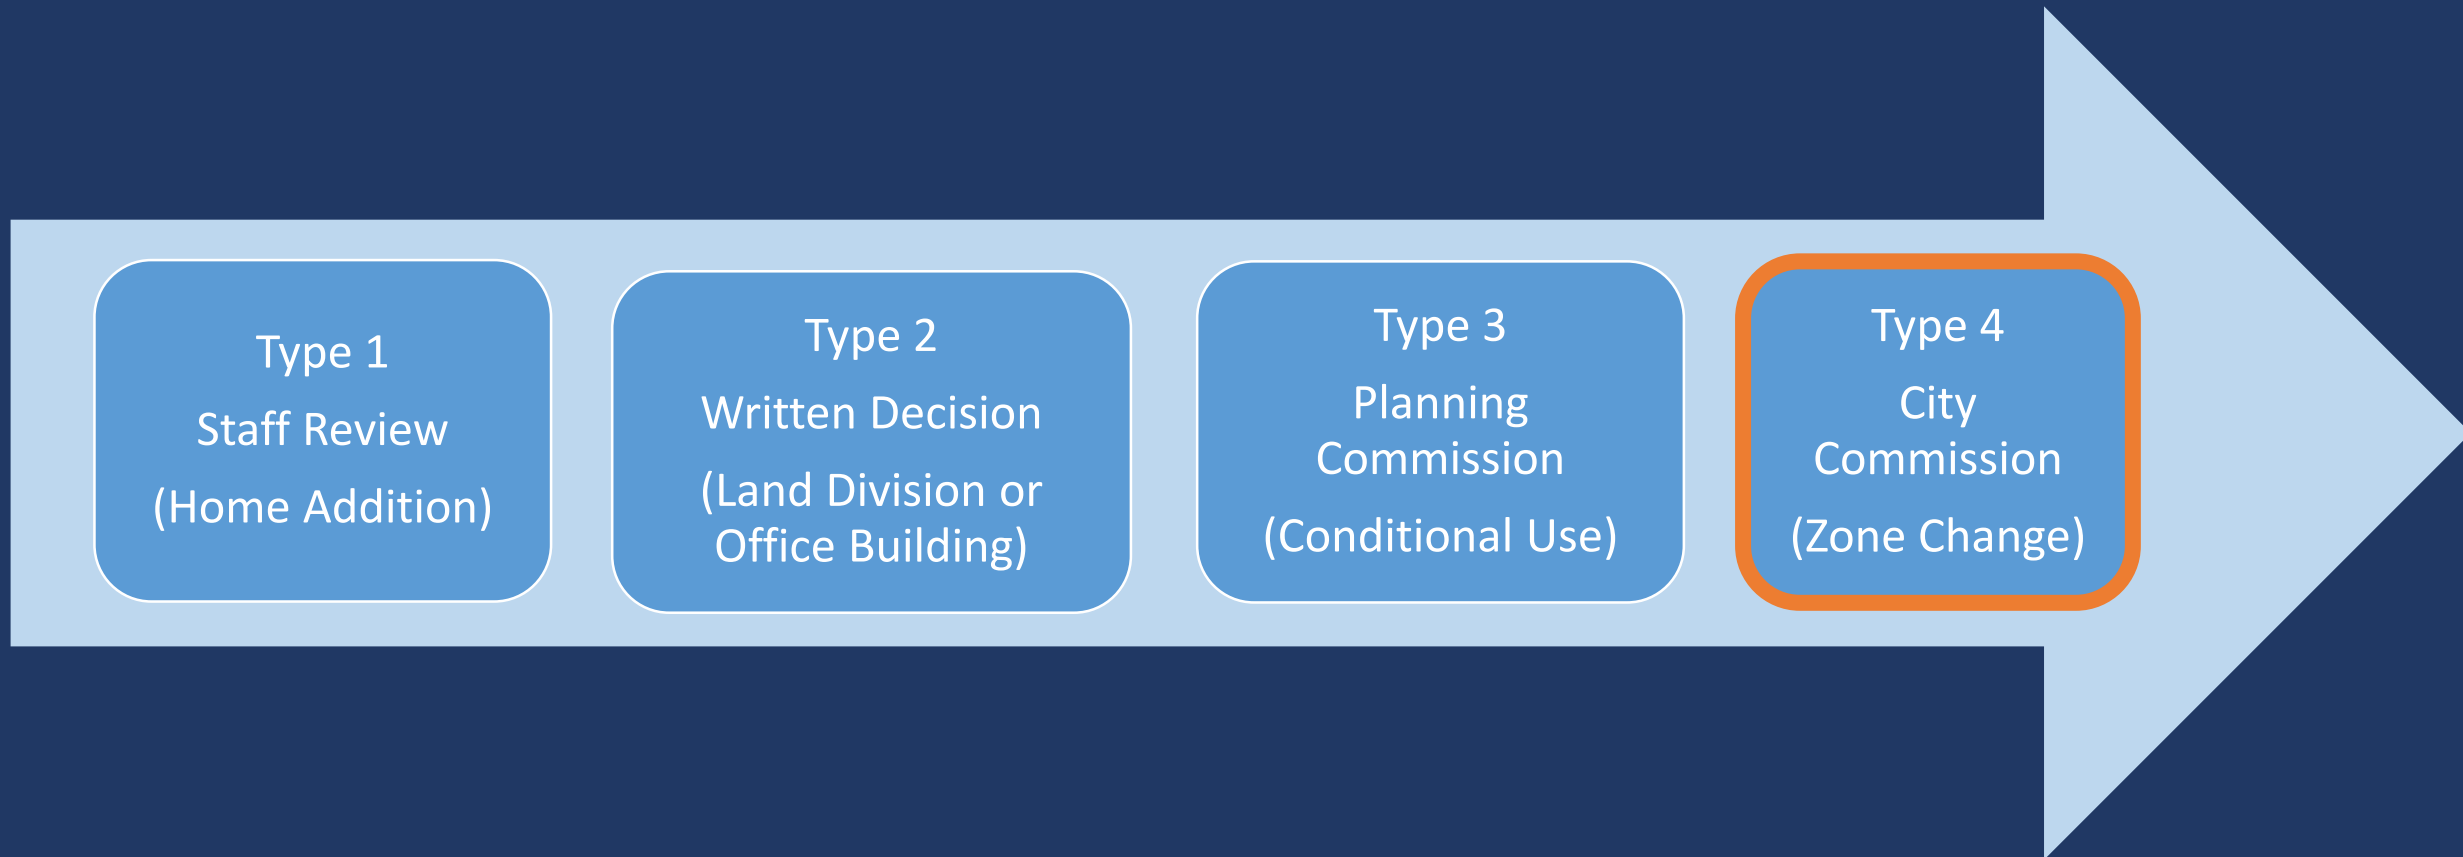 Type 1
Staff Review
(Home Addition)
Type 2
Written Decision
(Land Division or
Office Building)
Type 3
Planning
Commission
(Conditional Use)
Type 4
City
Commission
(Zone Change)